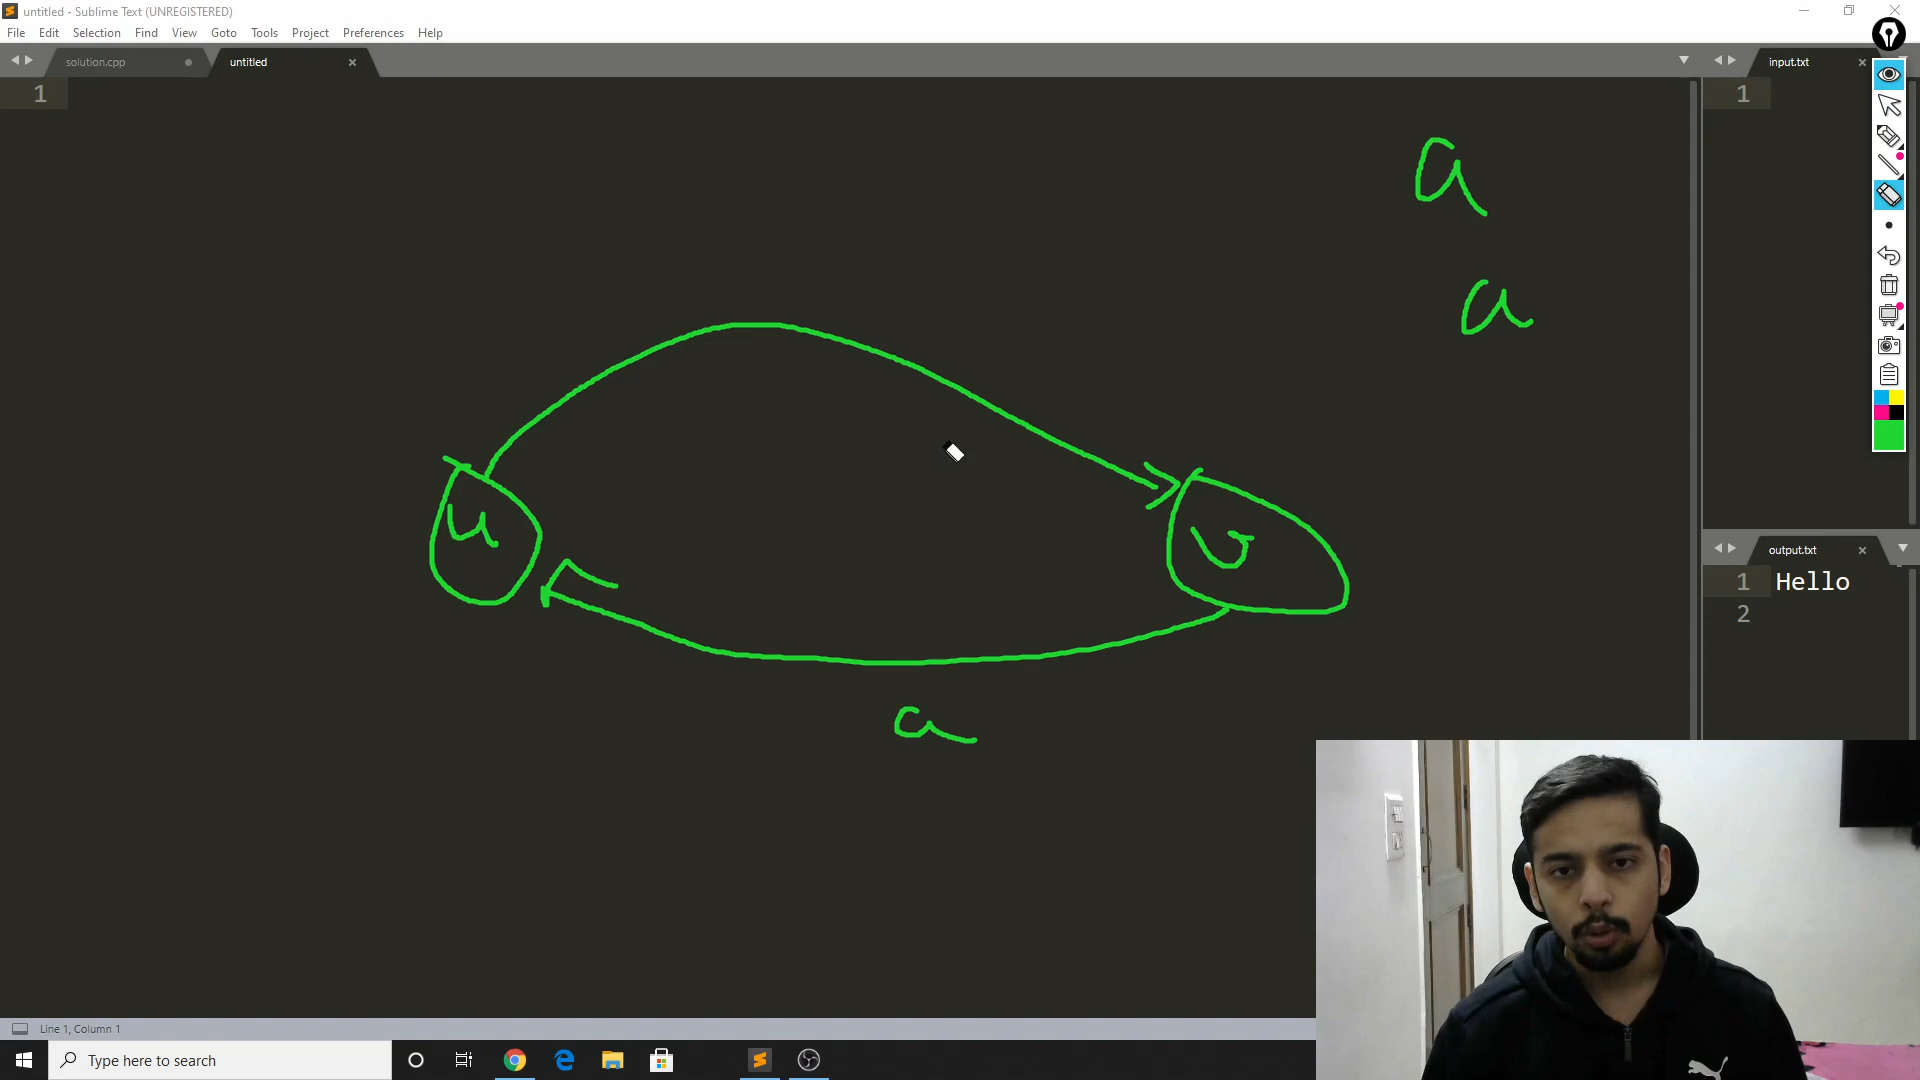 untitled - Sublime Text (UNREGISTERED)
File Edit Selection Find View Goto Tools Project Preferences Help
solution.cpp
untitled
input.txt
1
1
a
a
u
v
a
output.txt
1 Hello
2
Line 1, Column 1
Type here to search